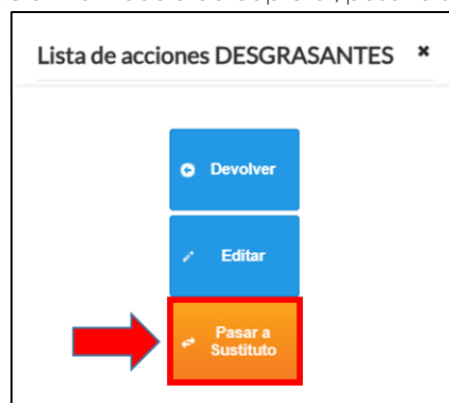 Lista de acciones DESGRASANTES ×
Devolver
Editar
Pasar a
Sustituto